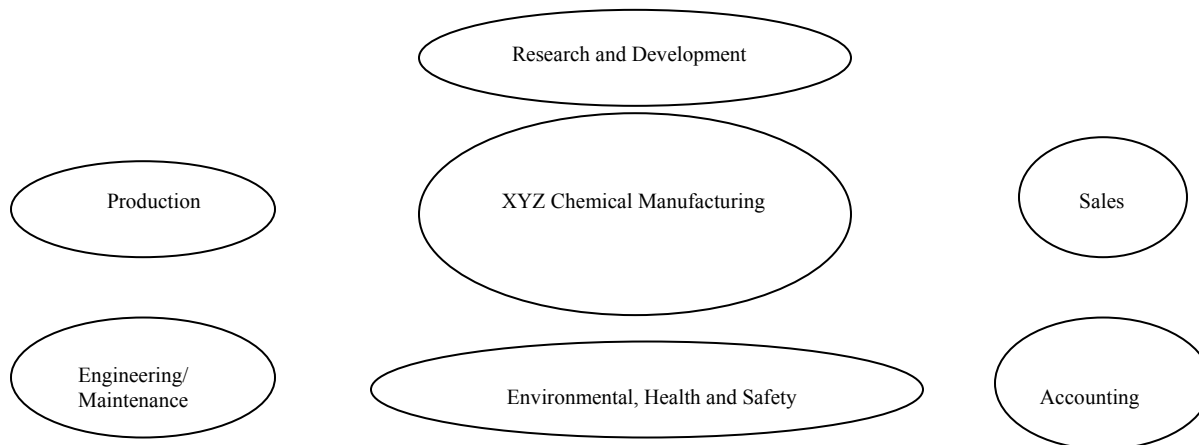 Research and Development
Production
XYZ Chemical Manufacturing
Sales
Engineering/
Maintenance
Environmental, Health and Safety
Accounting